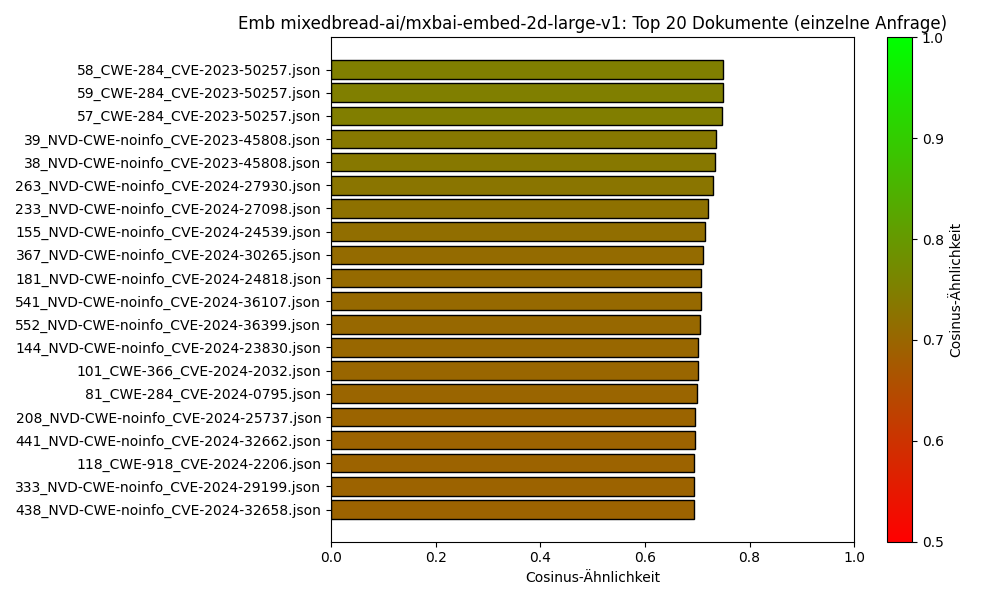 Emb mixedbread-ai/mxbai-embed-2d-large-v1: Top 20 Dokumente (einzelne Anfrage)
58_CWE-284_CVE-2023-50257.json
59_CWE-284_CVE-2023-50257.json
57_CWE-284_CVE-2023-50257.json
39_NVD-CWE-noinfo_CVE-2023-45808.json
38_NVD-CWE-noinfo_CVE-2023-45808.json
263_NVD-CWE-noinfo_CVE-2024-27930.json
233_NVD-CWE-noinfo_CVE-2024-27098.json
155_NVD-CWE-noinfo_CVE-2024-24539.json
367_NVD-CWE-noinfo_CVE-2024-30265.json
181_NVD-CWE-noinfo_CVE-2024-24818.json
541_NVD-CWE-noinfo_CVE-2024-36107.json
552_NVD-CWE-noinfo_CVE-2024-36399.json
144_NVD-CWE-noinfo_CVE-2024-23830.json
101_CWE-366_CVE-2024-2032.json
81_CWE-284_CVE-2024-0795.json
208_NVD-CWE-noinfo_CVE-2024-25737.json
441_NVD-CWE-noinfo_CVE-2024-32662.json
118_CWE-918_CVE-2024-2206.json
333_NVD-CWE-noinfo_CVE-2024-29199.json
438_NVD-CWE-noinfo_CVE-2024-32658.json
0.0 0.2 0.4 0.6 0.8 1.0
Cosinus-Ähnlichkeit
1.0
0.9
0.8
0.7
0.6
0.5
Cosinus-Ähnlichkeit